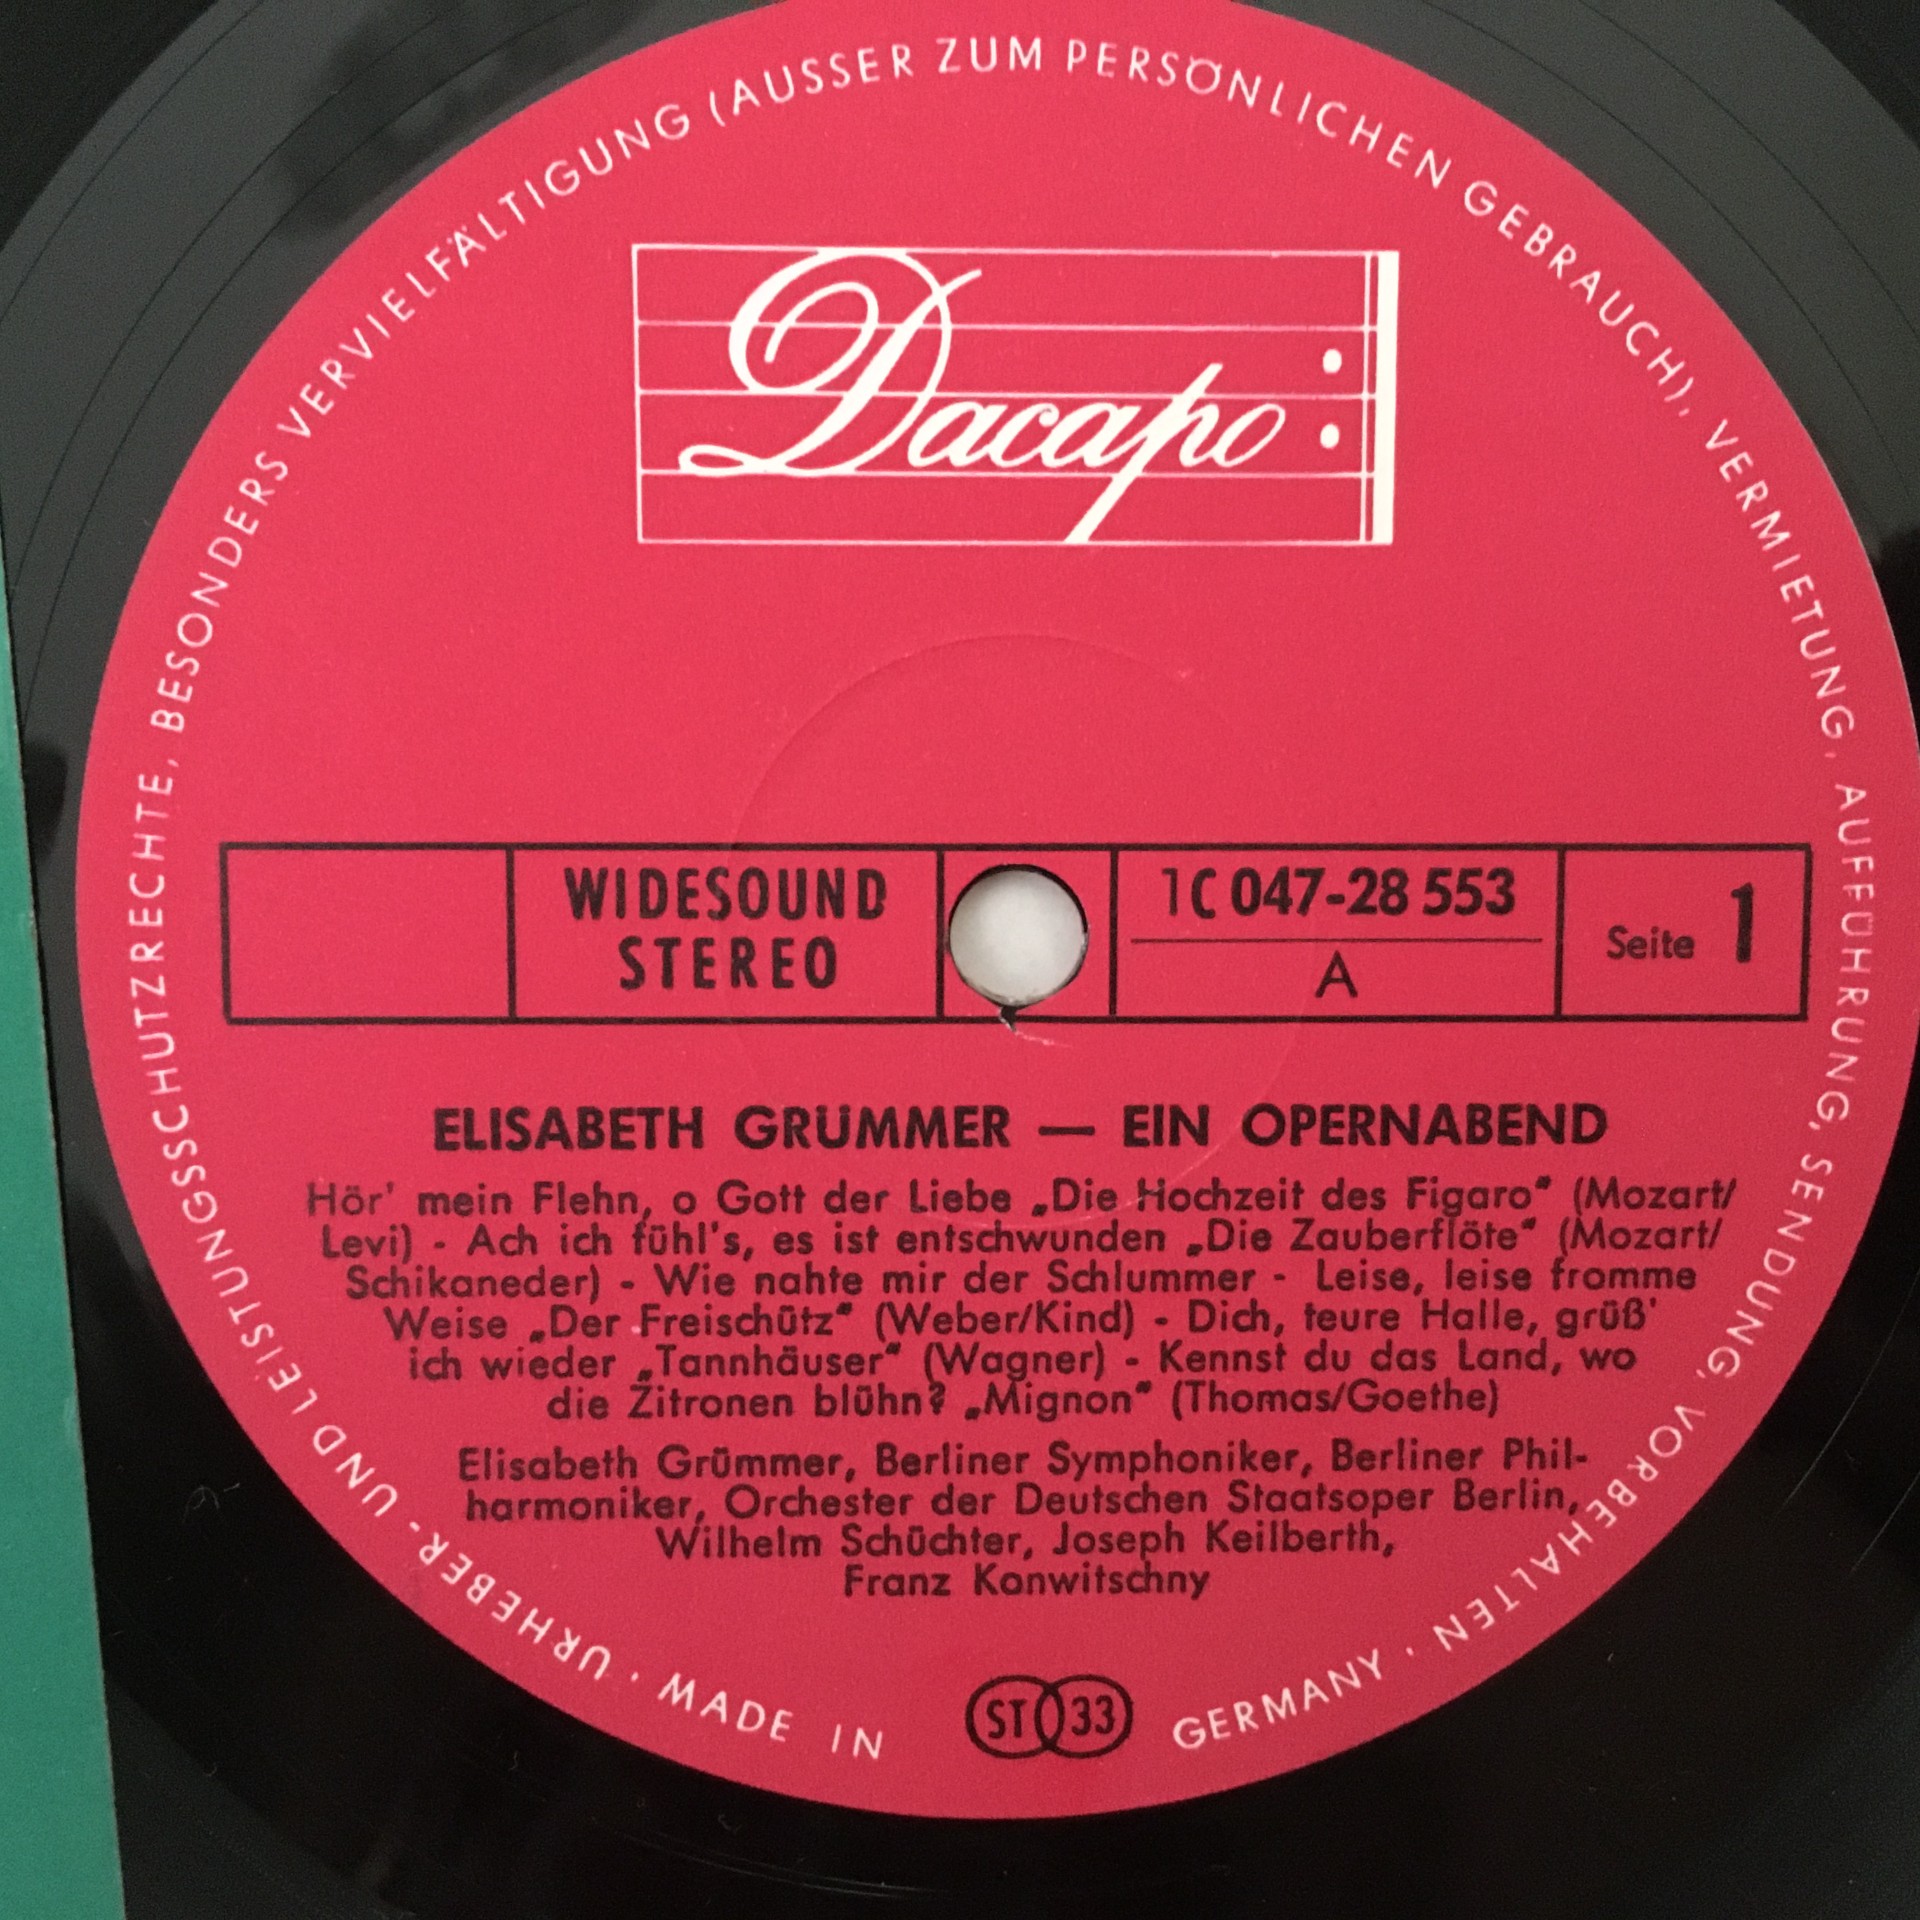 URHEBER- UND LEISTUNGSSCHUTZRECHTE, BESONDERS VERVIELFÄLTIGUNG (AUSSER ZUM PERSÖNLICHEN GEBRAUCH), VERMIETUNG, AUFFÜHRUNG, SENDUNG, VORBEHALTEN ·
Dacapo
WIDESOUND
STEREO
1C 047-28 553
A
Seite 1
ELISABETH GRÜMMER — EIN OPERNABEND
Hör' mein Flehn, o Gott der Liebe „Die Hochzeit des Figaro“ (Mozart/
Levi) - Ach ich fühl's, es ist entschwunden „Die Zauberflöte“ (Mozart/
Schikaneder) - Wie nahte mir der Schlummer - Leise, leise fromme
Weise „Der Freischütz“ (Weber/Kind) - Dich, teure Halle, grüß'
ich wieder „Tannhäuser“ (Wagner) - Kennst du das Land, wo
die Zitronen blühn? „Mignon“ (Thomas/Goethe)
Elisabeth Grümmer, Berliner Symphoniker, Berliner Phil-
harmoniker, Orchester der Deutschen Staatsoper Berlin,
Wilhelm Schüchter, Joseph Keilberth,
Franz Konwitschny
ST 33
· MADE IN GERMANY ·